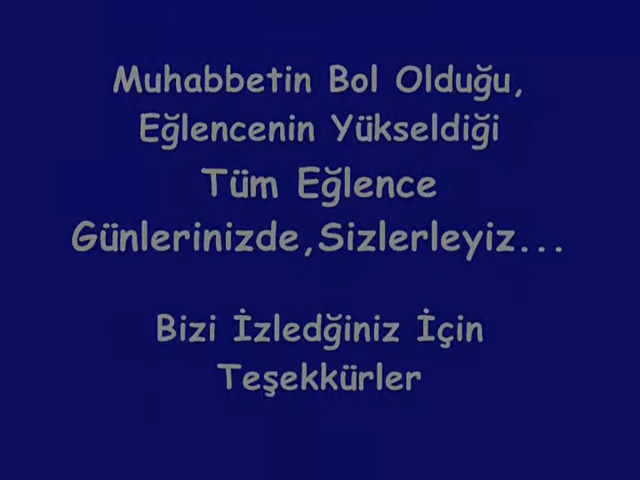 Muhabbetin Bol Olduğu,
Eğlencenin Yükseldiği
Tüm Eğlence
Günlerinizde,Sizlerleyiz...
Bizi İzledğiniz İçin
Teşekkürler